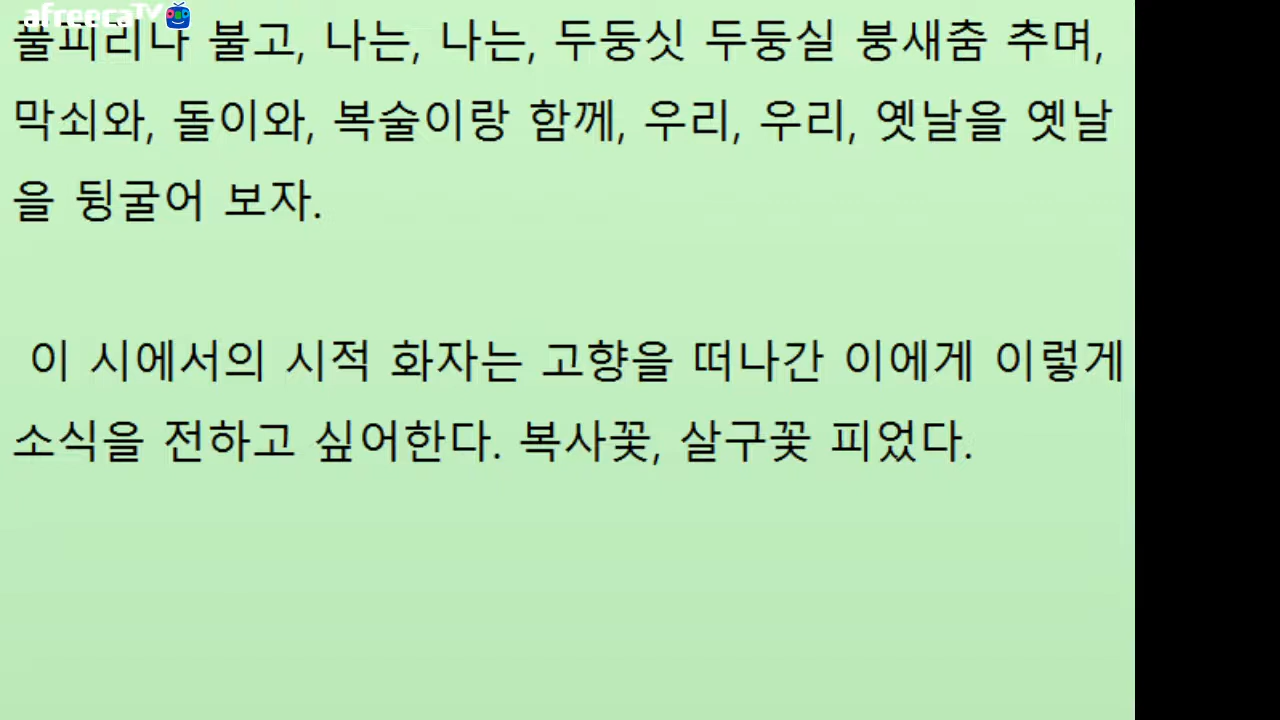 afreecaTV
풀피리나 불고, 나는, 나는, 두둥싯 두둥실 붕새춤 추며,
막쇠와, 돌이와, 복술이랑 함께, 우리, 우리, 옛날을 옛날
을 뒹굴어 보자.
이 시에서의 시적 화자는 고향을 떠나간 이에게 이렇게
소식을 전하고 싶어한다. 복사꽃, 살구꽃 피었다.